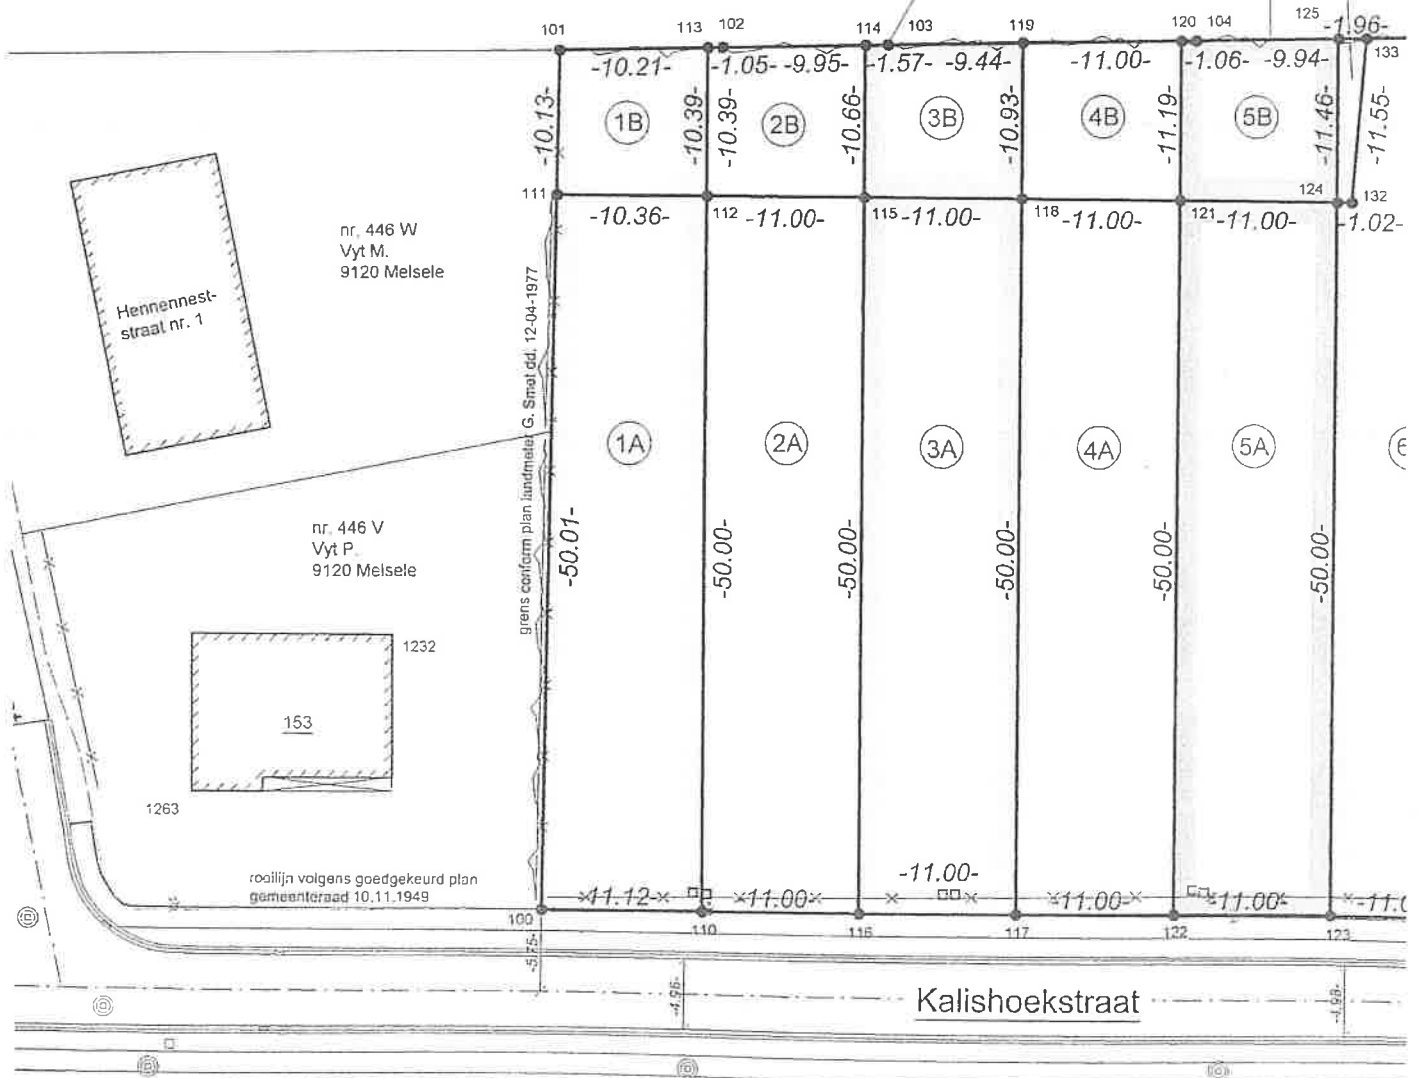 101
113
102
114
103
119
120
104
125
-1.96-
133
-10.21-
-1.05-
-9.95-
-1.57-
-9.44-
-11.00-
-1.06-
-9.94-
-10.13-
1B
-10.39-
-10.39-
2B
-10.66-
3B
-10.93-
4B
-11.19-
5B
-11.46-
-11.55-
111
-10.36-
112
-11.00-
115
-11.00-
118
-11.00-
121
-11.00-
124
132
-1.02-
nr. 446 W
Vyt M.
9120 Melsele
Hennennest-
straat nr. 1
grens conform plan landmeter G. Smet dd. 12-04-1977
1A
2A
3A
4A
5A
6
nr. 446 V
Vyt P.
9120 Melsele
-50.01-
-50.00-
-50.00-
-50.00-
-50.00-
-50.00-
1232
153
1263
rooilijn volgens goedgekeurd plan
gemeenteraad 10.11.1949
-11.12-
-11.00-
-11.00-
-11.00-
-11.00-
-11.0
100
110
116
117
122
123
-5.75-
-4.96-
-4.98-
Kalishoekstraat